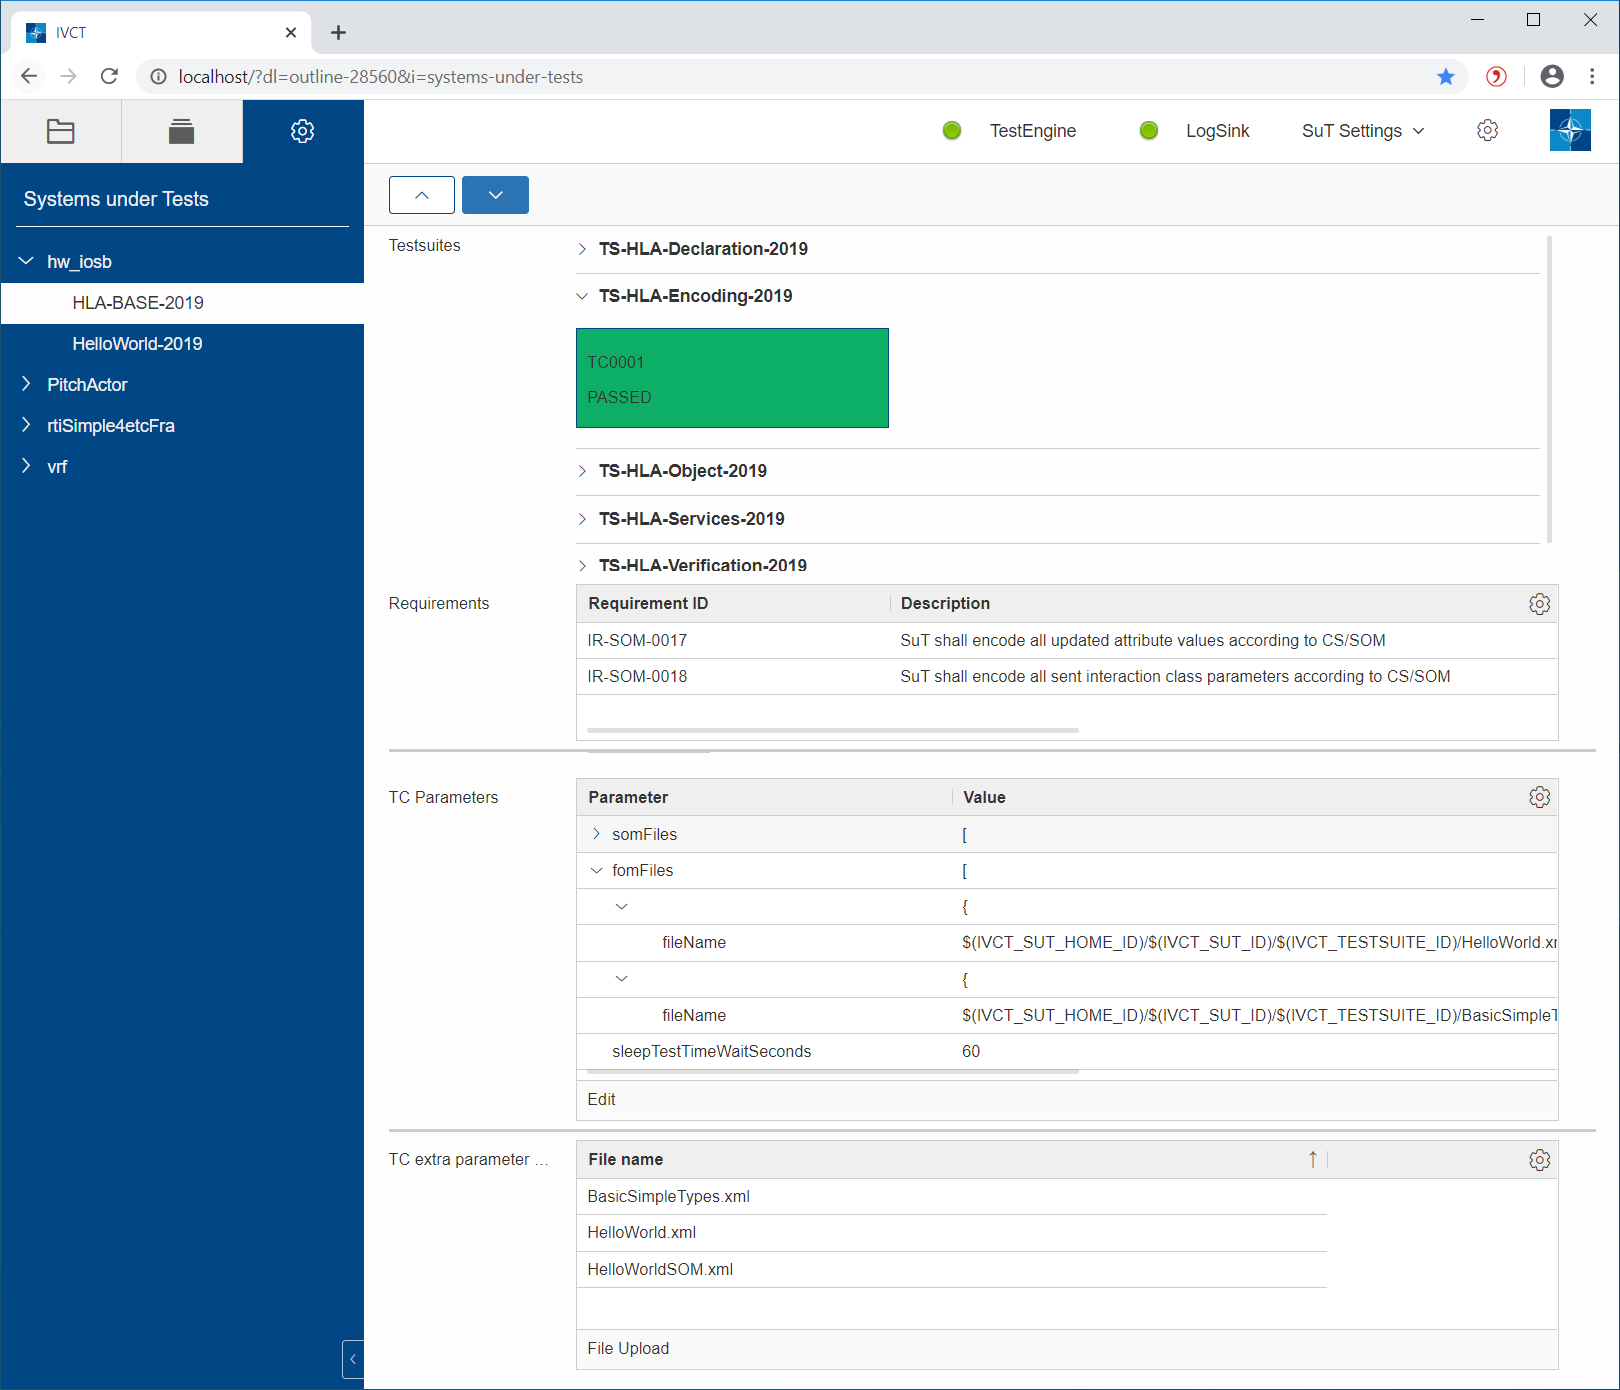 IVCT
localhost/?dl=outline-28560&i=systems-under-tests
TestEngine
LogSink
SuT Settings
Systems under Tests
hw_iosb
HLA-BASE-2019
HelloWorld-2019
PitchActor
rtiSimple4etcFra
vrf
Testsuites
TS-HLA-Declaration-2019
TS-HLA-Encoding-2019
TC0001
PASSED
TS-HLA-Object-2019
TS-HLA-Services-2019
TS-HLA-Verification-2019
Requirements
Requirement ID Description
IR-SOM-0017 SuT shall encode all updated attribute values according to CS/SOM
IR-SOM-0018 SuT shall encode all sent interaction class parameters according to CS/SOM
TC Parameters
Parameter Value
somFiles [
fomFiles [
{
fileName $(IVCT_SUT_HOME_ID)/$(IVCT_SUT_ID)/$(IVCT_TESTSUITE_ID)/HelloWorld.xr
{
fileName $(IVCT_SUT_HOME_ID)/$(IVCT_SUT_ID)/$(IVCT_TESTSUITE_ID)/BasicSimpleT
sleepTestTimeWaitSeconds 60
Edit
TC extra parameter ...
File name
BasicSimpleTypes.xml
HelloWorld.xml
HelloWorldSOM.xml
File Upload